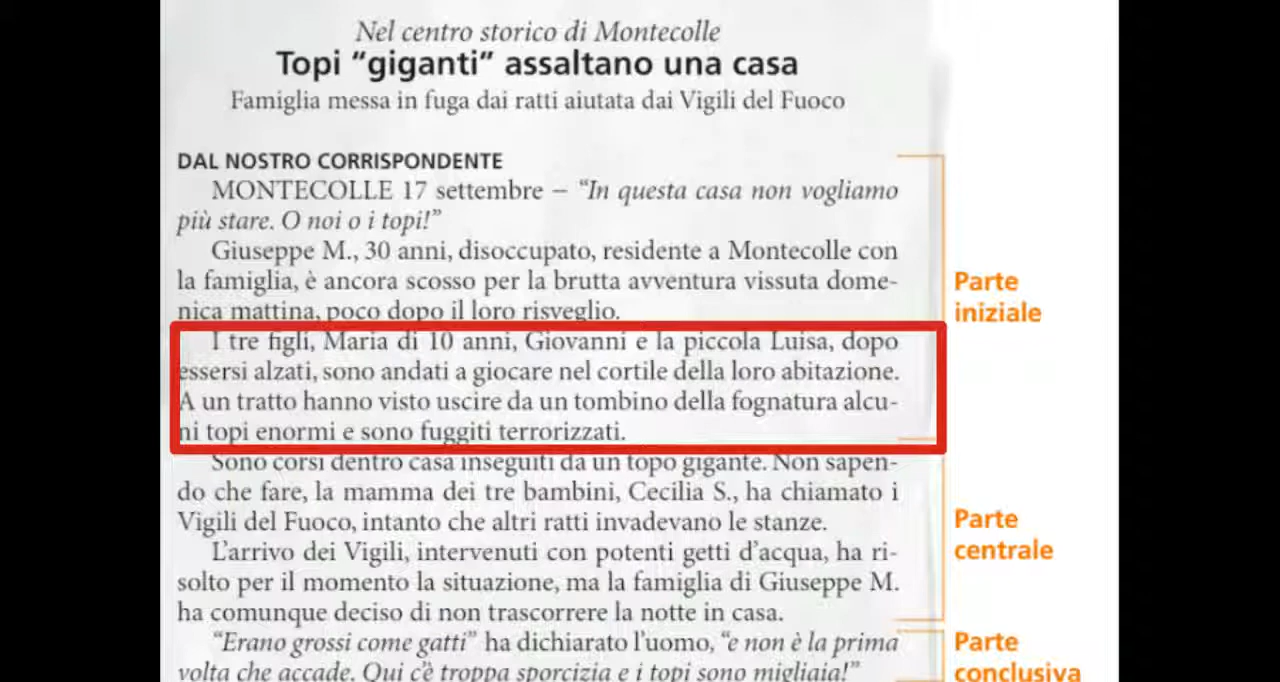 Nel centro storico di Montecolle
Topi “giganti” assaltano una casa
Famiglia messa in fuga dai ratti aiutata dai Vigili del Fuoco
DAL NOSTRO CORRISPONDENTE
MONTECOLLE 17 settembre – “In questa casa non vogliamo
più stare. O noi o i topi!”
Giuseppe M., 30 anni, disoccupato, residente a Montecolle con
la famiglia, è ancora scosso per la brutta avventura vissuta dome-
nica mattina, poco dopo il loro risveglio.
I tre figli, Maria di 10 anni, Giovanni e la piccola Luisa, dopo
essersi alzati, sono andati a giocare nel cortile della loro abitazione.
A un tratto hanno visto uscire da un tombino della fognatura alcu-
ni topi enormi e sono fuggiti terrorizzati.
Parte
iniziale
Sono corsi dentro casa inseguiti da un topo gigante. Non sapen-
do che fare, la mamma dei tre bambini, Cecilia S., ha chiamato i
Vigili del Fuoco, intanto che altri ratti invadevano le stanze.
L’arrivo dei Vigili, intervenuti con potenti getti d’acqua, ha ri-
solto per il momento la situazione, ma la famiglia di Giuseppe M.
ha comunque deciso di non trascorrere la notte in casa.
Parte
centrale
“Erano grossi come gatti” ha dichiarato l’uomo, “e non è la prima
volta che accade. Qui c’è troppa sporcizia e i topi sono migliaia!”
Parte
conclusiva